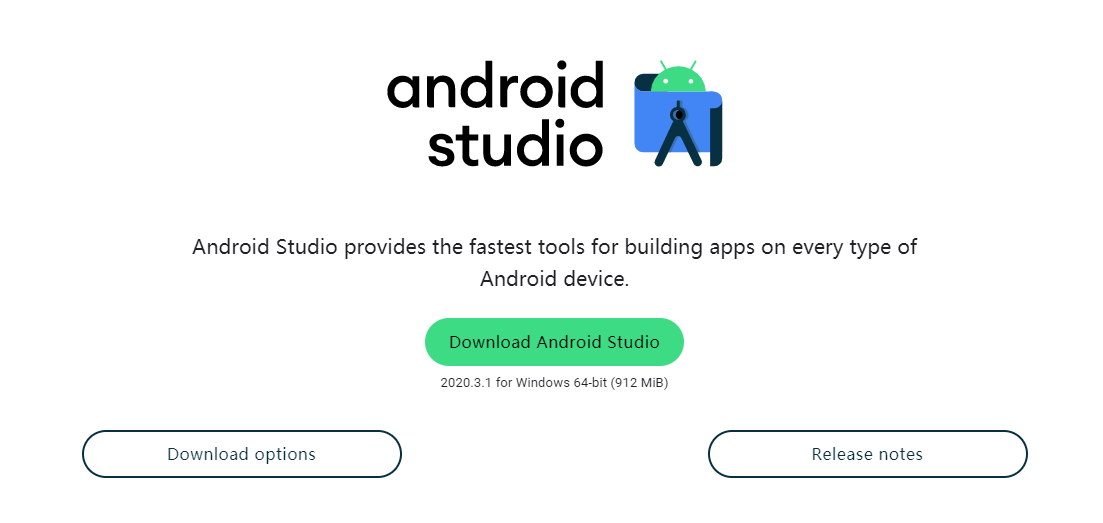 android
studio
Android Studio provides the fastest tools for building apps on every type of
Android device.
Download Android Studio
2020.3.1 for Windows 64-bit (912 MiB)
Download options
Release notes